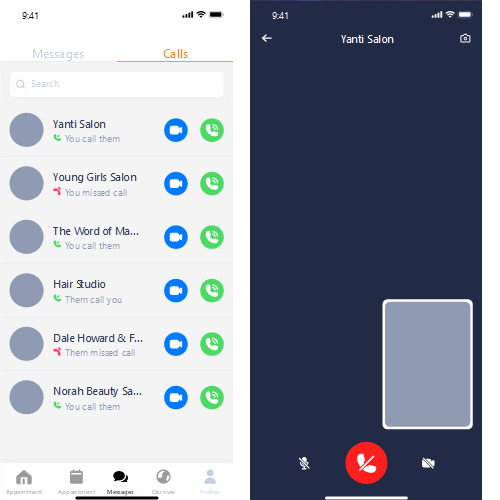 9:41
Messages
Calls
Search
Yanti Salon
You call them
Young Girls Salon
You missed call
The Word of Ma...
You call them
Hair Studio
Them call you
Dale Howard & F...
Them missed call
Norah Beauty Sa...
You call them
Appointment
Appointment
Messages
Discover
9:41
Yanti Salon